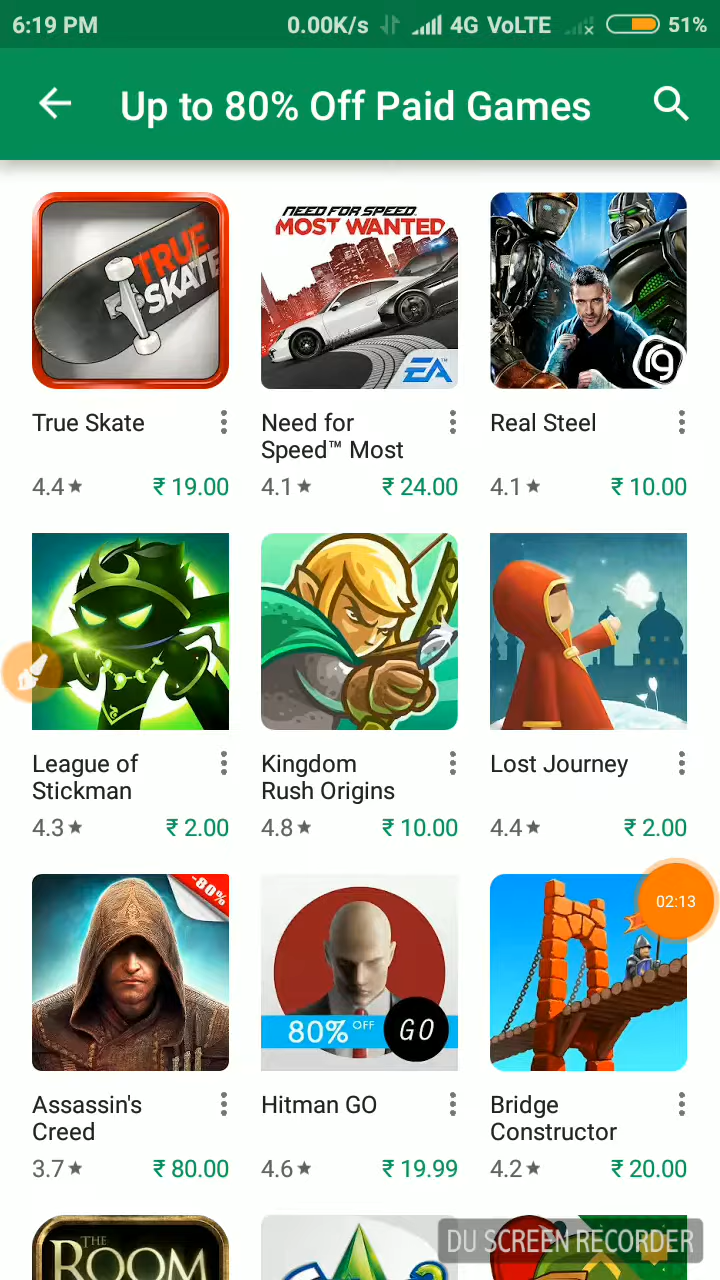 6:19 PM 0.00K/s 4G VoLTE 51%
Up to 80% Off Paid Games
TRUE
SKATE
NEED FOR SPEED
MOST WANTED
EA
rg
True Skate
Need for
Speed™ Most
Real Steel
4.4★ ₹ 19.00
4.1★ ₹ 24.00
4.1★ ₹ 10.00
League of
Stickman
Kingdom
Rush Origins
Lost Journey
4.3★ ₹ 2.00
4.8★ ₹ 10.00
4.4★ ₹ 2.00
-80%
80% OFF GO
02:13
Assassin's
Creed
Hitman GO
Bridge
Constructor
3.7★ ₹ 80.00
4.6★ ₹ 19.99
4.2★ ₹ 20.00
THE
ROOM
DU SCREEN RECORDER